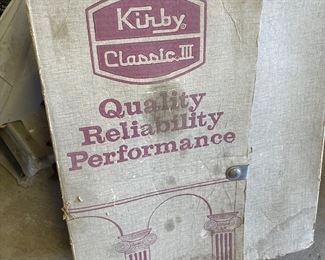 Kirby
Classic III
Quality
Reliability
Performance